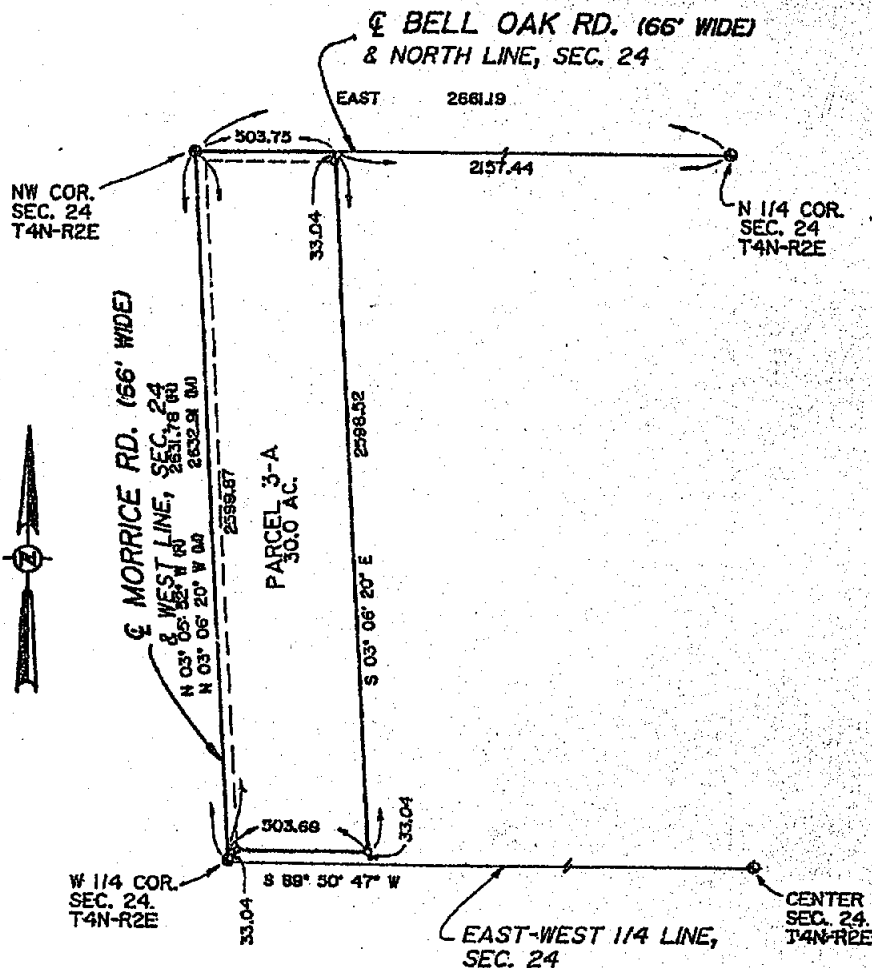 ℄ BELL OAK RD. (66' WIDE)
& NORTH LINE, SEC. 24
EAST 2661.19
503.75
2157.44
NW COR.
SEC. 24
T4N-R2E
33.04
N 1/4 COR.
SEC. 24
T4N-R2E
℄ MORRICE RD. (66' WIDE)
& WEST LINE, SEC. 24
2631.78 (R)
2632.91 (M)
N 03° 05' 52" W (R)
N 03° 06' 20" W (M)
2599.87
PARCEL 3-A
30.0 AC.
2598.52
S 03° 06' 20" E
N
503.68
33.04
33.04
S 89° 50' 47" W
W 1/4 COR.
SEC. 24.
T4N-R2E
CENTER
SEC. 24.
T4N-R2E
EAST-WEST 1/4 LINE,
SEC. 24